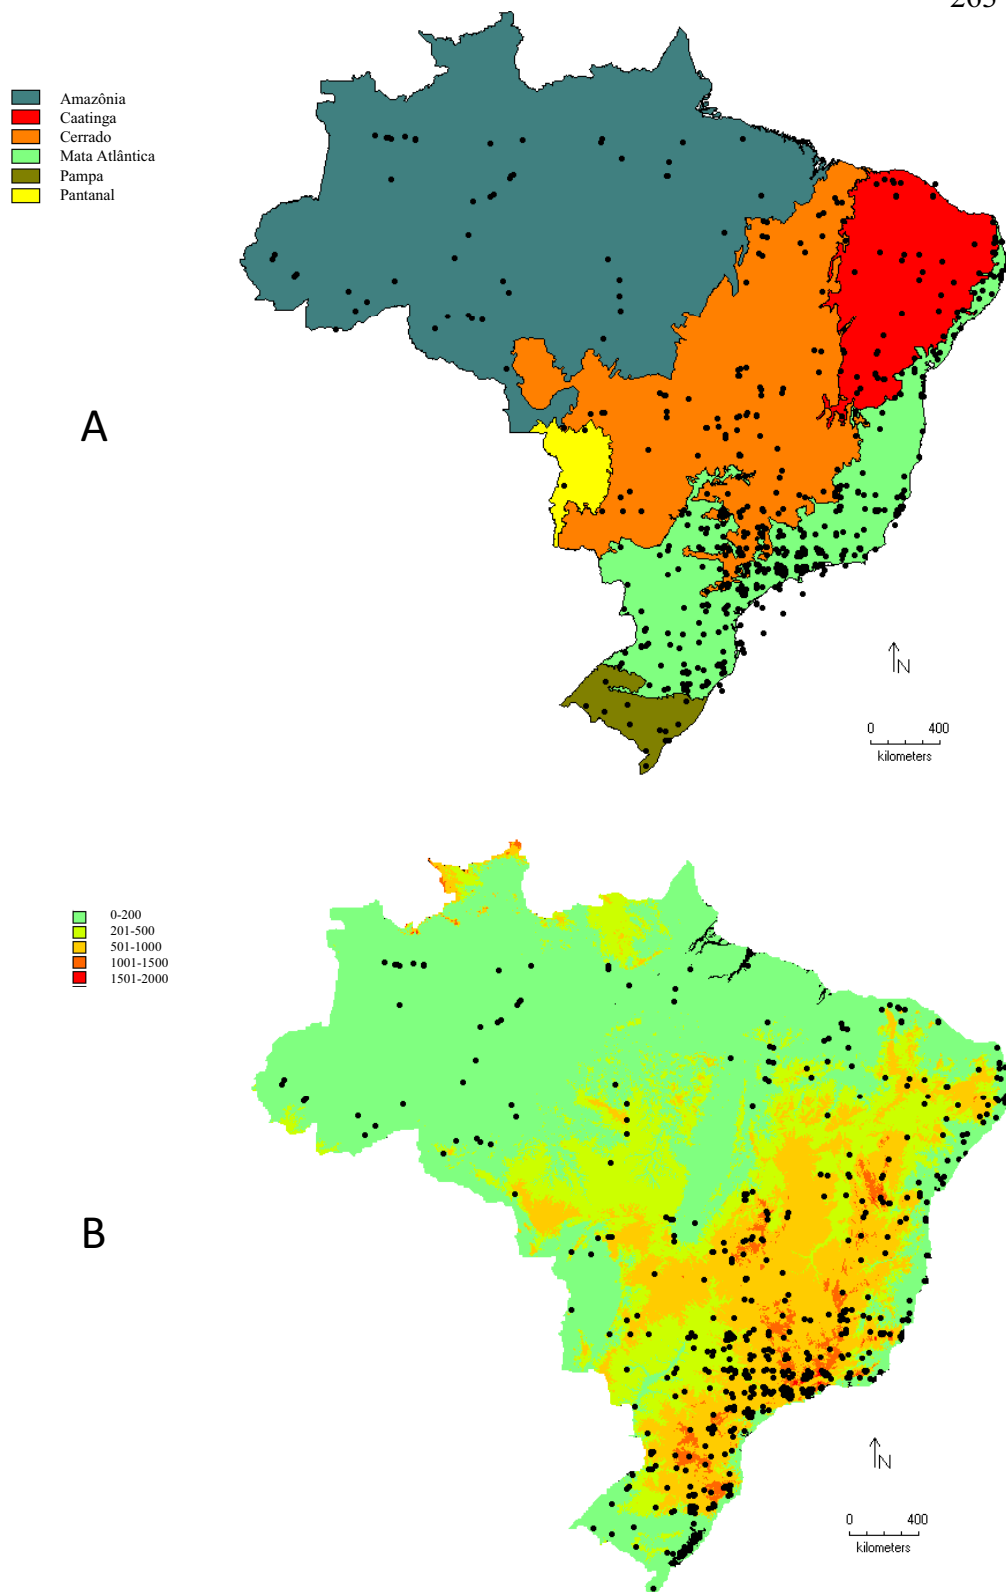 Amazônia
Caatinga
Cerrado
Mata Atlântica
Pampa
Pantanal
A
N
0 400
kilometers
0-200
201-500
501-1000
1001-1500
1501-2000
B
N
0 400
kilometers